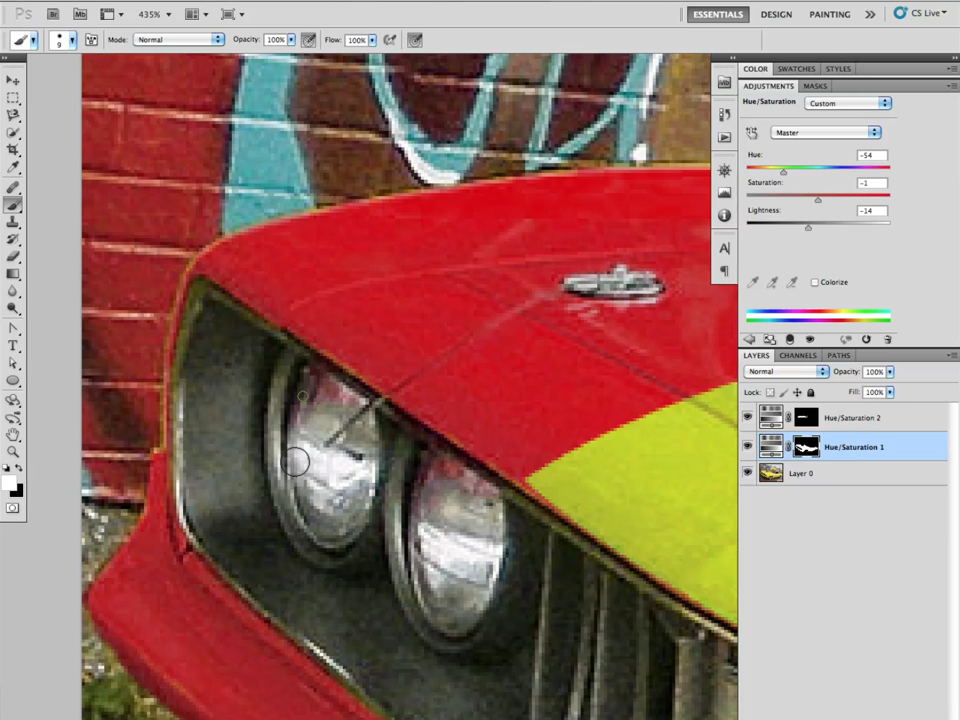 Ps Br Mb 435% ESSENTIALS DESIGN PAINTING CS Live
9 Mode: Normal Opacity: 100% Flow: 100%
COLOR SWATCHES STYLES
ADJUSTMENTS MASKS
Hue/Saturation Custom
Master
Hue: -54
Saturation: -1
Lightness: -14
Colorize
LAYERS CHANNELS PATHS
Normal Opacity: 100%
Lock: Fill: 100%
Hue/Saturation 2
Hue/Saturation 1
Layer 0